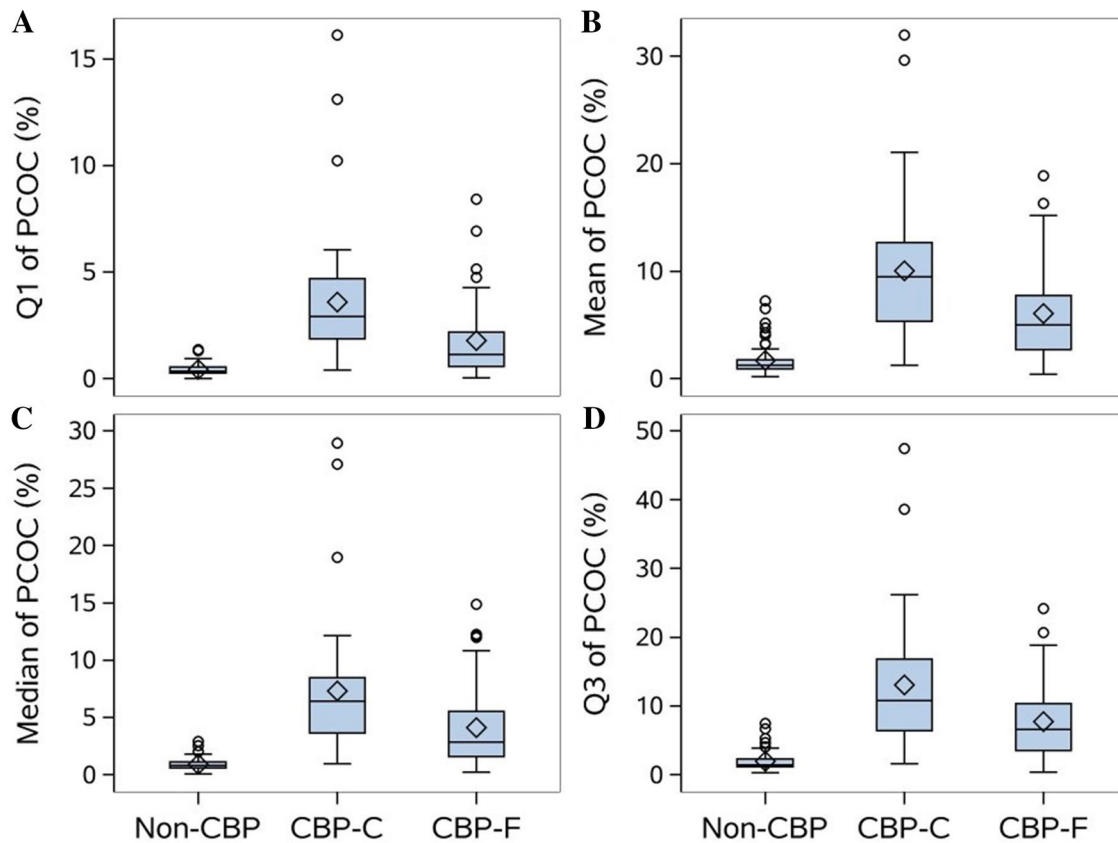 A
Q1 of PCOC (%)
15
10
5
0
B
Mean of PCOC (%)
30
20
10
0
C
Median of PCOC (%)
30
25
20
15
10
5
0
Non-CBP CBP-C CBP-F
D
Q3 of PCOC (%)
50
40
30
20
10
0
Non-CBP CBP-C CBP-F